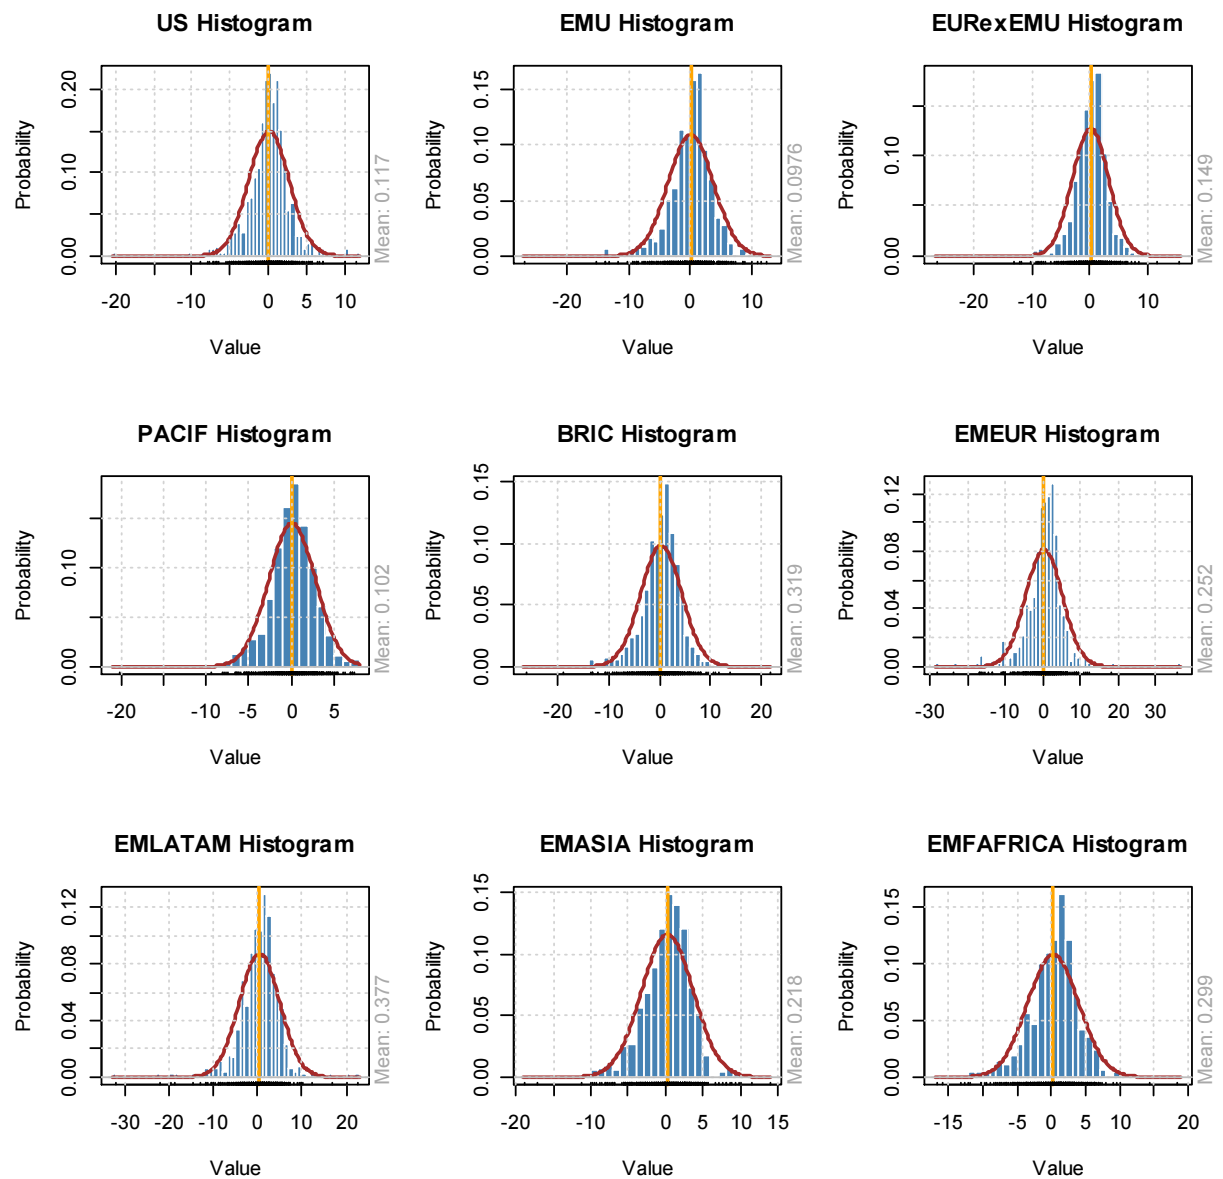 US Histogram
Probability
0.00 0.10 0.20
-20 -10 0 5 10
Value
Mean: 0.117
EMU Histogram
Probability
0.00 0.05 0.10 0.15
-20 -10 0 10
Value
Mean: 0.0976
EURexEMU Histogram
Probability
0.00 0.10
-20 -10 0 10
Value
Mean: 0.149
PACIF Histogram
Probability
0.00 0.10
-20 -10 -5 0 5
Value
Mean: 0.102
BRIC Histogram
Probability
0.00 0.05 0.10 0.15
-20 -10 0 10 20
Value
Mean: 0.319
EMEUR Histogram
Probability
0.00 0.04 0.08 0.12
-30 -10 0 10 20 30
Value
Mean: 0.252
EMLATAM Histogram
Probability
0.00 0.04 0.08 0.12
-30 -20 -10 0 10 20
Value
Mean: 0.377
EMASIA Histogram
Probability
0.00 0.05 0.10 0.15
-20 -10 -5 0 5 10 15
Value
Mean: 0.218
EMFAFRICA Histogram
Probability
0.00 0.05 0.10 0.15
-15 -5 0 5 10 20
Value
Mean: 0.299